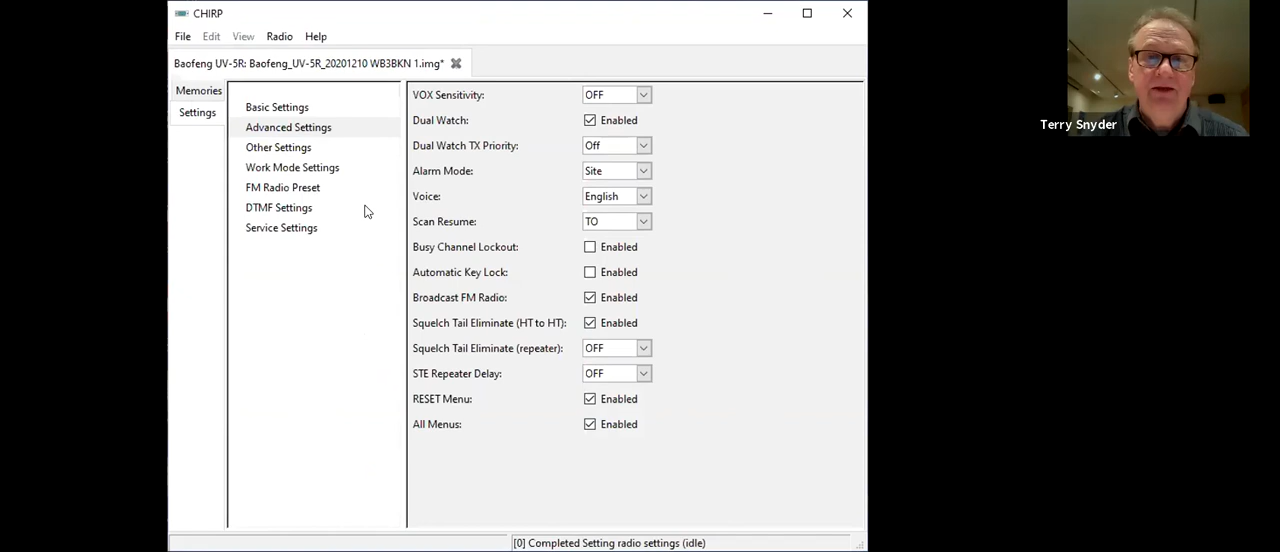 CHIRP
File Edit View Radio Help
Baofeng UV-5R: Baofeng_UV-5R_20201210 WB3BKN 1.img*
Memories
Settings
Basic Settings
Advanced Settings
Other Settings
Work Mode Settings
FM Radio Preset
DTMF Settings
Service Settings
VOX Sensitivity: OFF
Dual Watch: Enabled
Dual Watch TX Priority: Off
Alarm Mode: Site
Voice: English
Scan Resume: TO
Busy Channel Lockout: Enabled
Automatic Key Lock: Enabled
Broadcast FM Radio: Enabled
Squelch Tail Eliminate (HT to HT): Enabled
Squelch Tail Eliminate (repeater): OFF
STE Repeater Delay: OFF
RESET Menu: Enabled
All Menus: Enabled
[0] Completed Setting radio settings (idle)
Terry Snyder